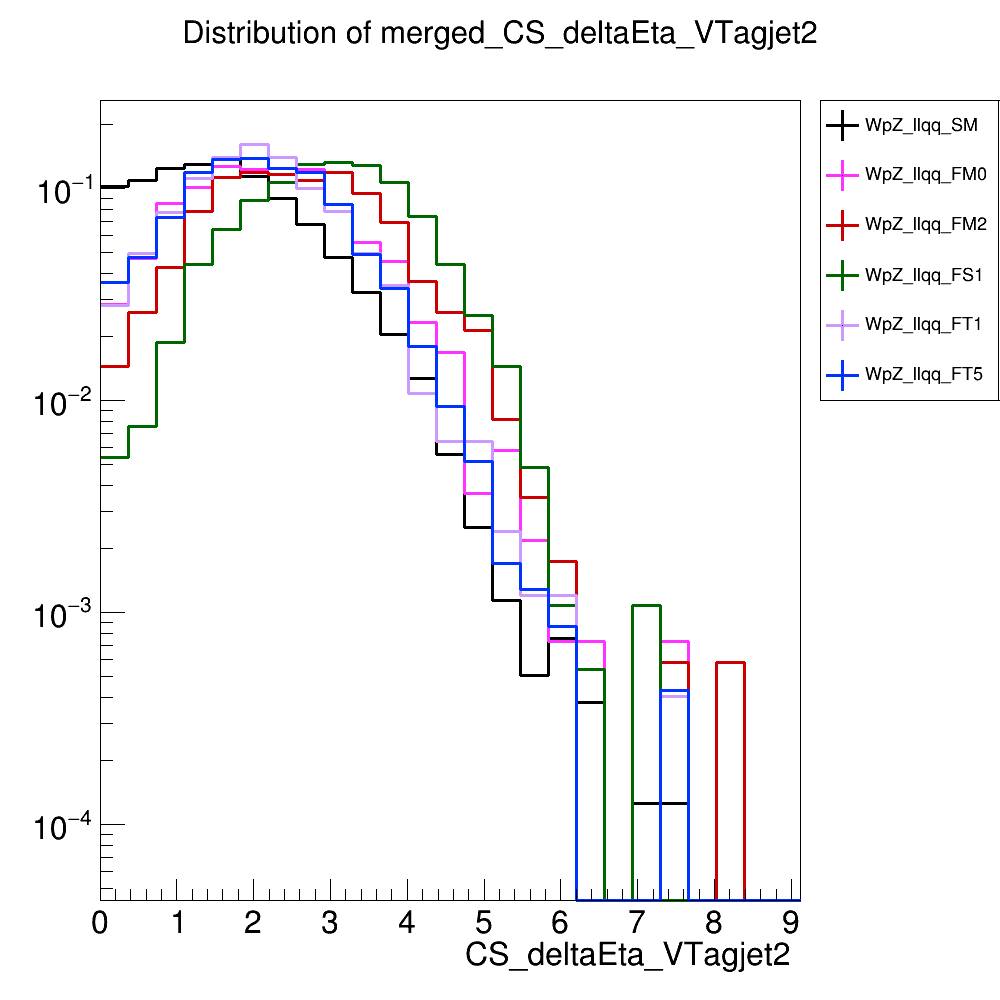 Distribution of merged_CS_deltaEta_VTagjet2
WpZ_llqq_SM
WpZ_llqq_FM0
WpZ_llqq_FM2
WpZ_llqq_FS1
WpZ_llqq_FT1
WpZ_llqq_FT5
10⁻¹
10⁻²
10⁻³
10⁻⁴
0 1 2 3 4 5 6 7 8 9
CS_deltaEta_VTagjet2